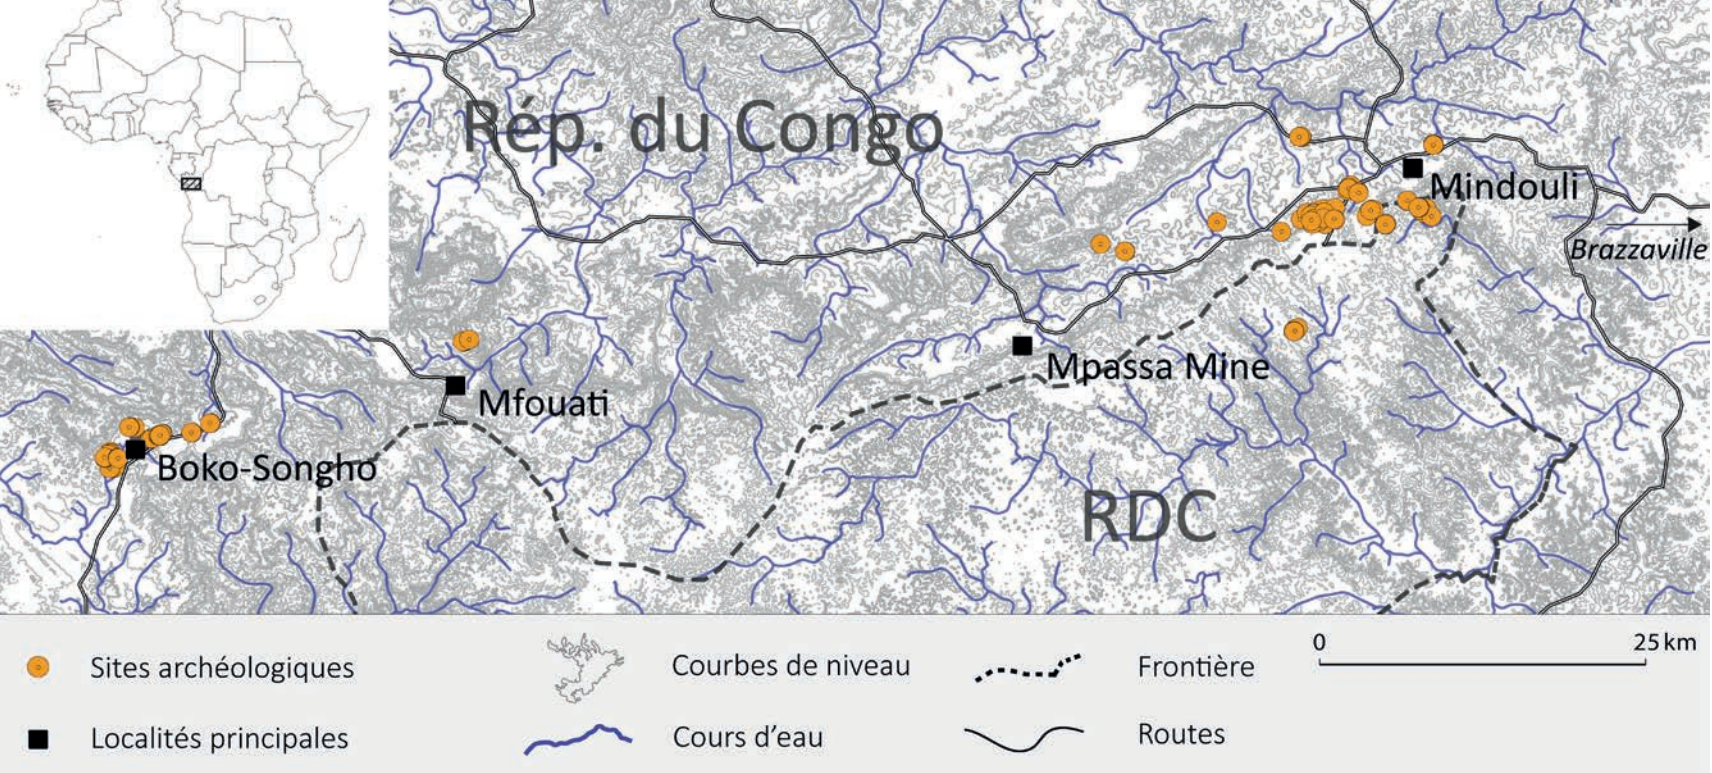 Rép. du Congo
Mindouli
Brazzaville
Mpassa Mine
Mfouati
Boko-Songho
RDC
Sites archéologiques
Courbes de niveau
Frontière
0 25 km
Localités principales
Cours d'eau
Routes